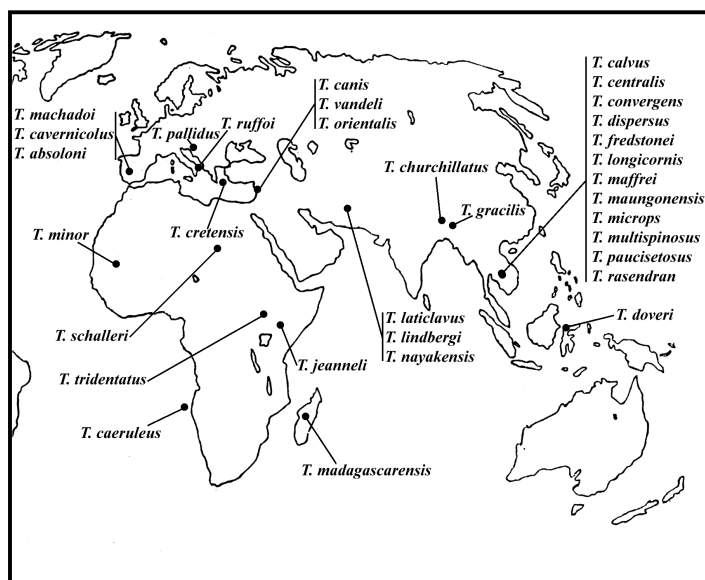 T. calvus
T. centralis
T. convergens
T. dispersus
T. fredstonei
T. longicornis
T. maffrei
T. maungonensis
T. microps
T. multispinosus
T. paucisetosus
T. rasendran
T. canis
T. vandeli
T. orientalis
T. machadoi
T. cavernicolus
T. absoloni
T. pallidus
T. ruffoi
T. churchillatus
T. gracilis
T. minor
T. cretensis
T. schalleri
T. laticlavus
T. lindbergi
T. nayakensis
T. doveri
T. tridentatus
T. jeanneli
T. caeruleus
T. madagascarensis